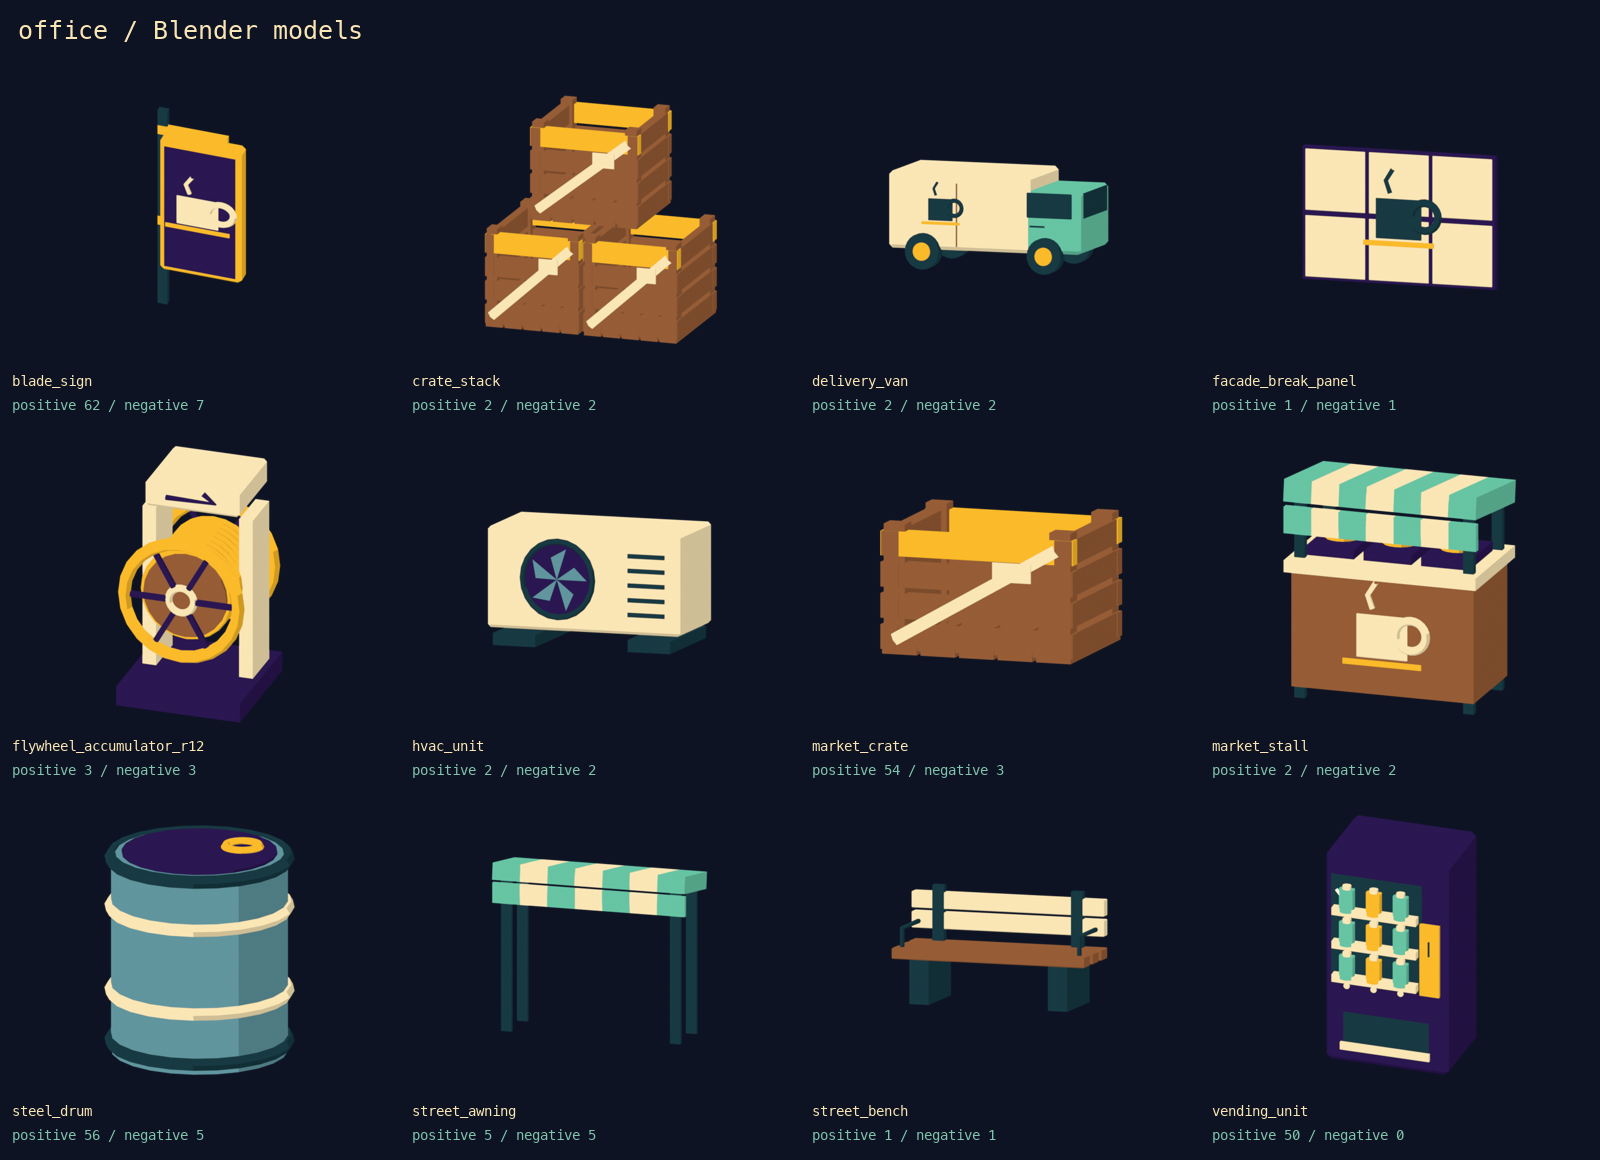 office / Blender models
blade_sign
positive 62 / negative 7
crate_stack
positive 2 / negative 2
delivery_van
positive 2 / negative 2
facade_break_panel
positive 1 / negative 1
flywheel_accumulator_r12
positive 3 / negative 3
hvac_unit
positive 2 / negative 2
market_crate
positive 54 / negative 3
market_stall
positive 2 / negative 2
steel_drum
positive 56 / negative 5
street_awning
positive 5 / negative 5
street_bench
positive 1 / negative 1
vending_unit
positive 50 / negative 0